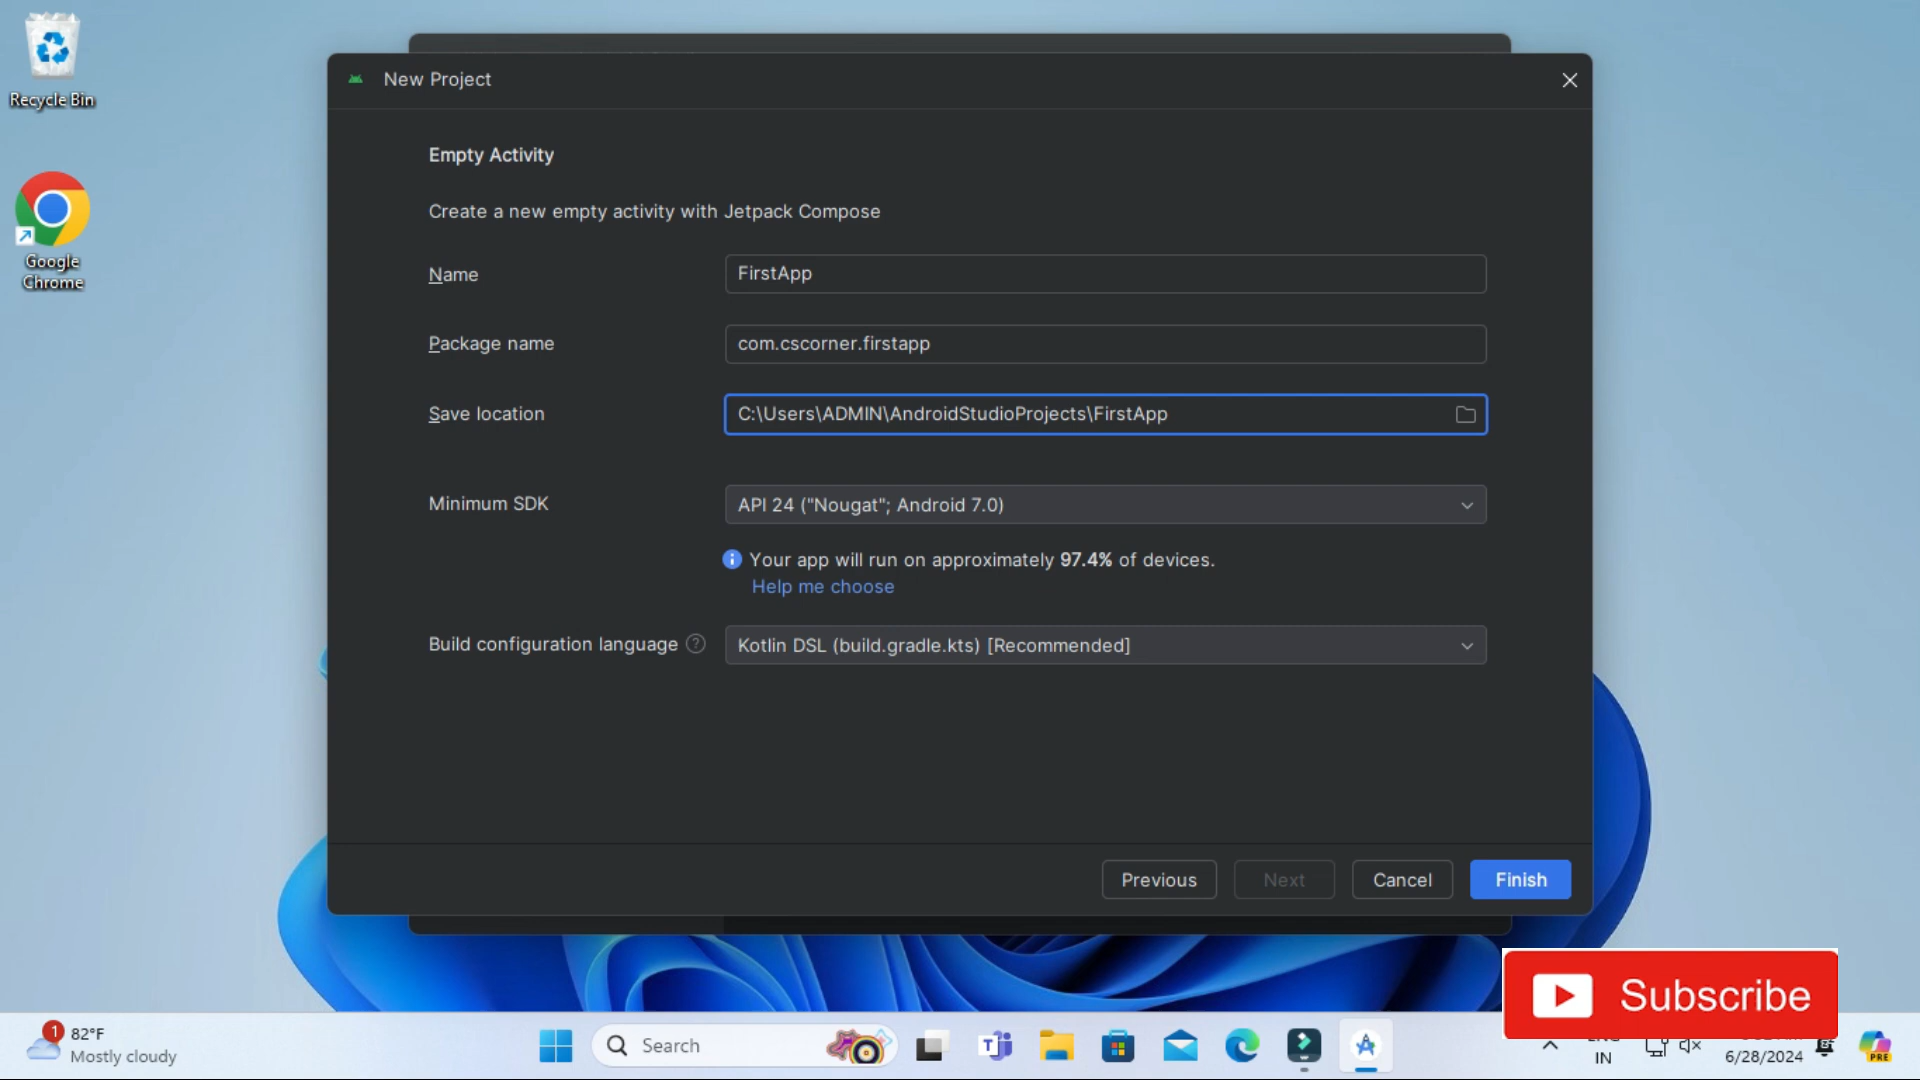 Recycle Bin
Google
Chrome
New Project
Empty Activity
Create a new empty activity with Jetpack Compose
Name
FirstApp
Package name
com.cscorner.firstapp
Save location
C:\Users\ADMIN\AndroidStudioProjects\FirstApp
Minimum SDK
API 24 ("Nougat"; Android 7.0)
Your app will run on approximately 97.4% of devices.
Help me choose
Build configuration language ?
Kotlin DSL (build.gradle.kts) [Recommended]
Previous
Next
Cancel
Finish
Subscribe
1
82°F
Mostly cloudy
Search
IN
6/28/2024
PRE